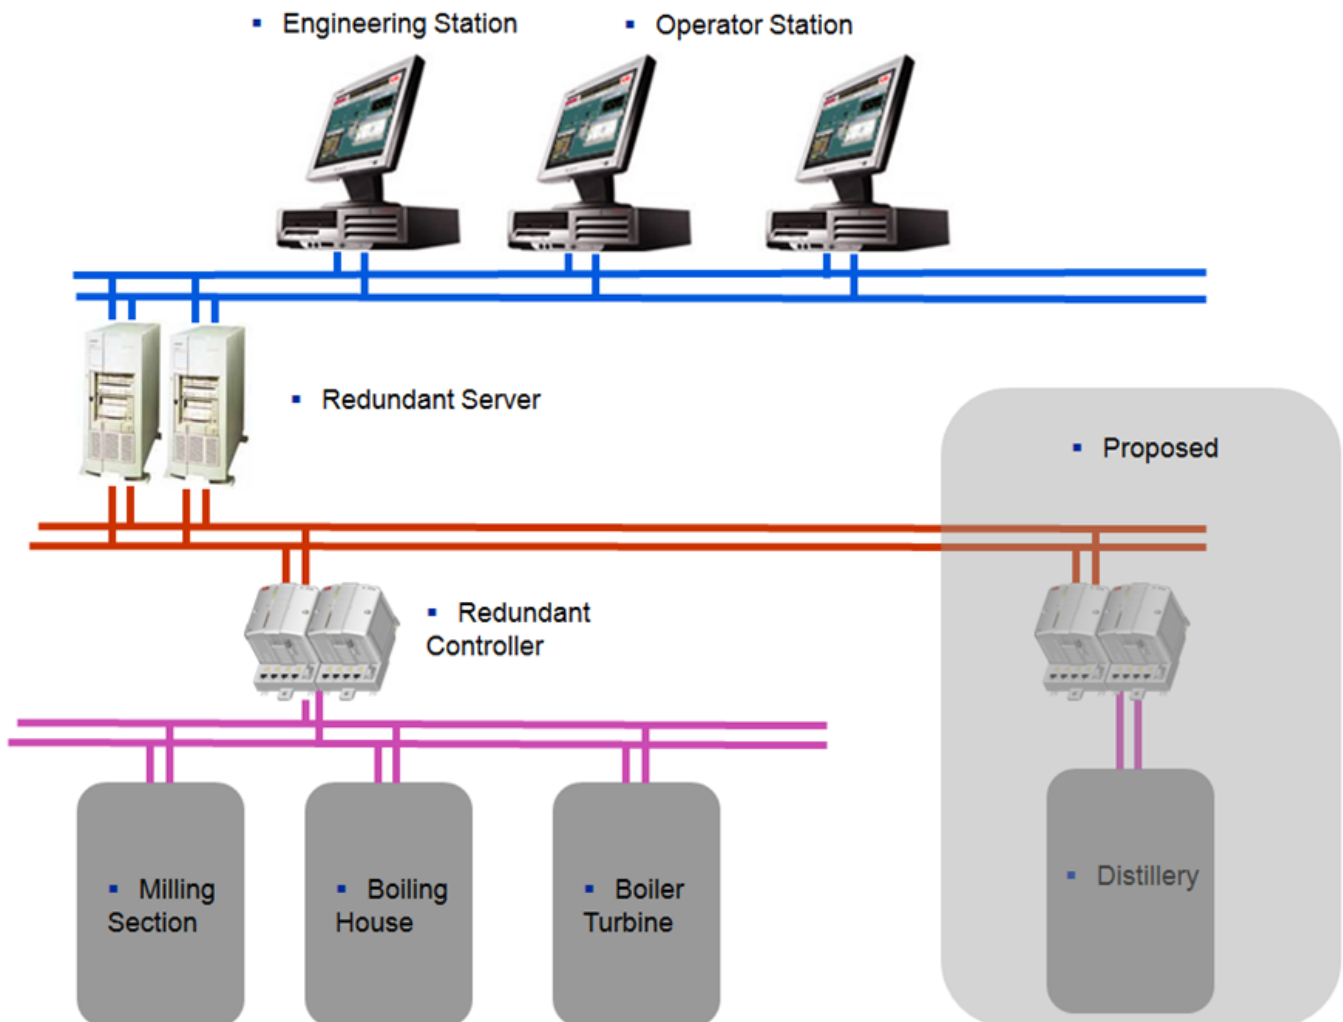 ▪ Engineering Station
▪ Operator Station
▪ Redundant Server
▪ Proposed
▪ Redundant
Controller
▪ Milling
Section
▪ Boiling
House
▪ Boiler
Turbine
▪ Distillery